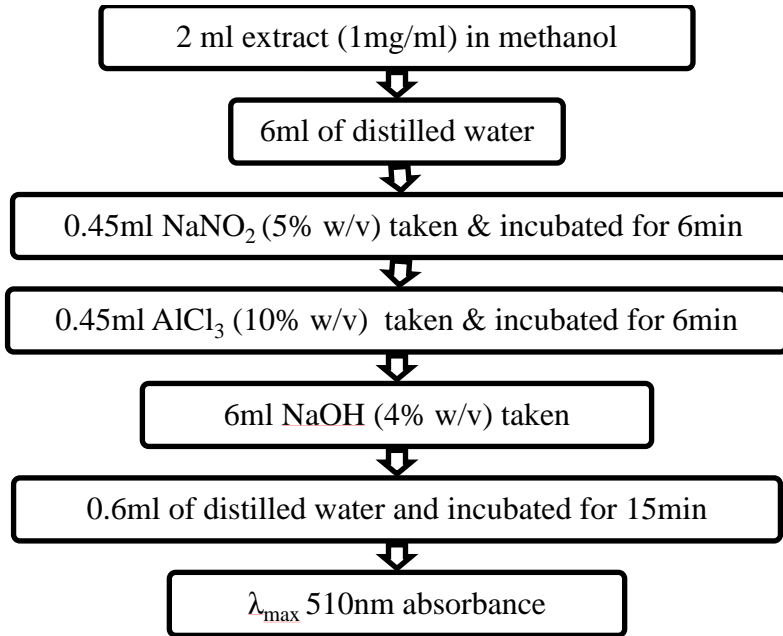 2 ml extract (1mg/ml) in methanol
6ml of distilled water
0.45ml NaNO₂ (5% w/v) taken & incubated for 6min
0.45ml AlCl₃ (10% w/v) taken & incubated for 6min
6ml NaOH (4% w/v) taken
0.6ml of distilled water and incubated for 15min
λmax 510nm absorbance